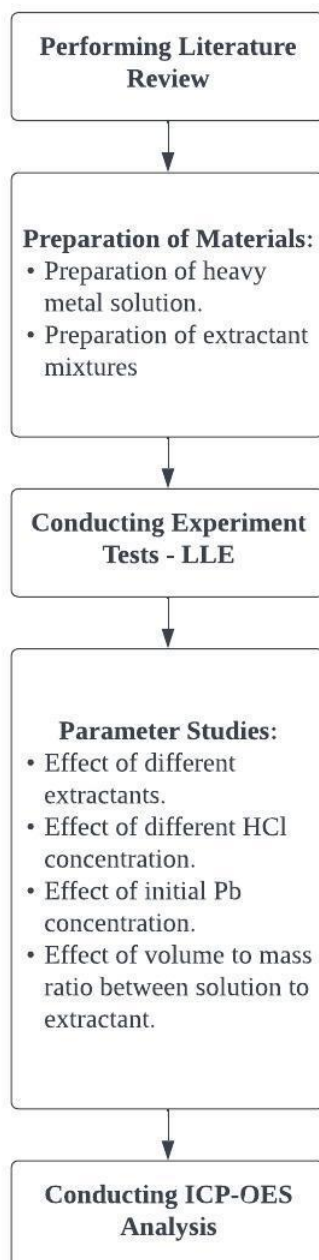 Performing Literature
Review
Preparation of Materials:
• Preparation of heavy
metal solution.
• Preparation of extractant
mixtures
Conducting Experiment
Tests - LLE
Parameter Studies:
• Effect of different
extractants.
• Effect of different HCl
concentration.
• Effect of initial Pb
concentration.
• Effect of volume to mass
ratio between solution to
extractant.
Conducting ICP-OES
Analysis